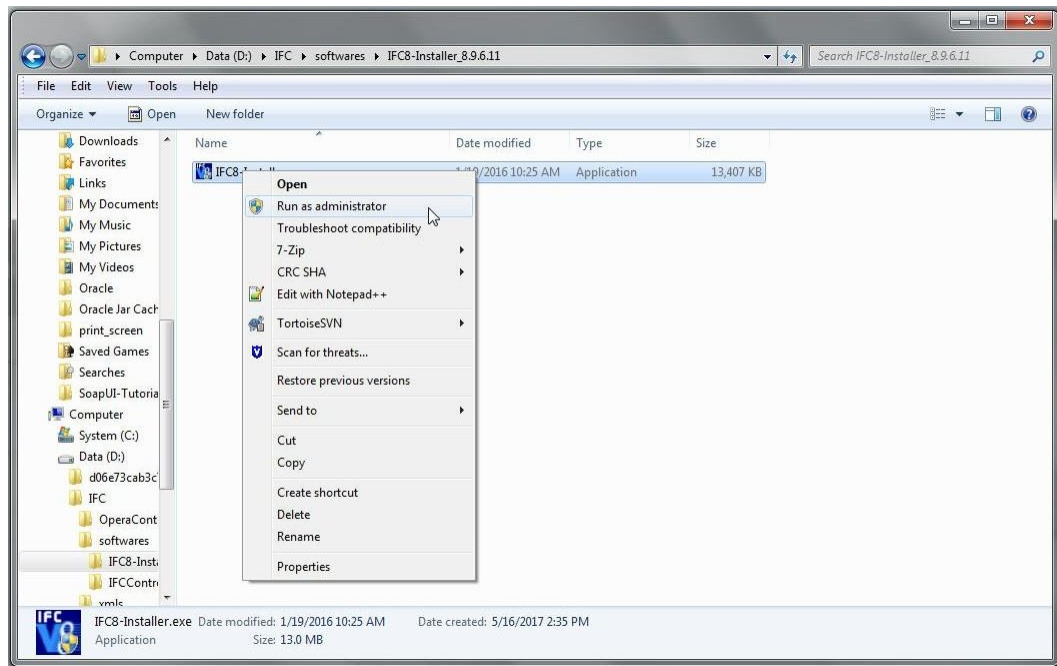 Computer ▸ Data (D:) ▸ IFC ▸ softwares ▸ IFC8-Installer_8.9.6.11
Search IFC8-Installer_8.9.6.11
File Edit View Tools Help
Organize Open New folder
Downloads
Favorites
Links
My Documents
My Music
My Pictures
My Videos
Oracle
Oracle Jar Cach
print_screen
Saved Games
Searches
SoapUI-Tutoria
Computer
System (C:)
Data (D:)
d06e73cab3c
IFC
OperaCont
softwares
IFC8-Insta
IFCContr
xmls
Name Date modified Type Size
IFC8- 10:25 AM Application 13,407 KB
Open
Run as administrator
Troubleshoot compatibility
7-Zip
CRC SHA
Edit with Notepad++
TortoiseSVN
Scan for threats...
Restore previous versions
Send to
Cut
Copy
Create shortcut
Delete
Rename
Properties
IFC V8
IFC8-Installer.exe Date modified: 1/19/2016 10:25 AM Date created: 5/16/2017 2:35 PM
Application Size: 13.0 MB